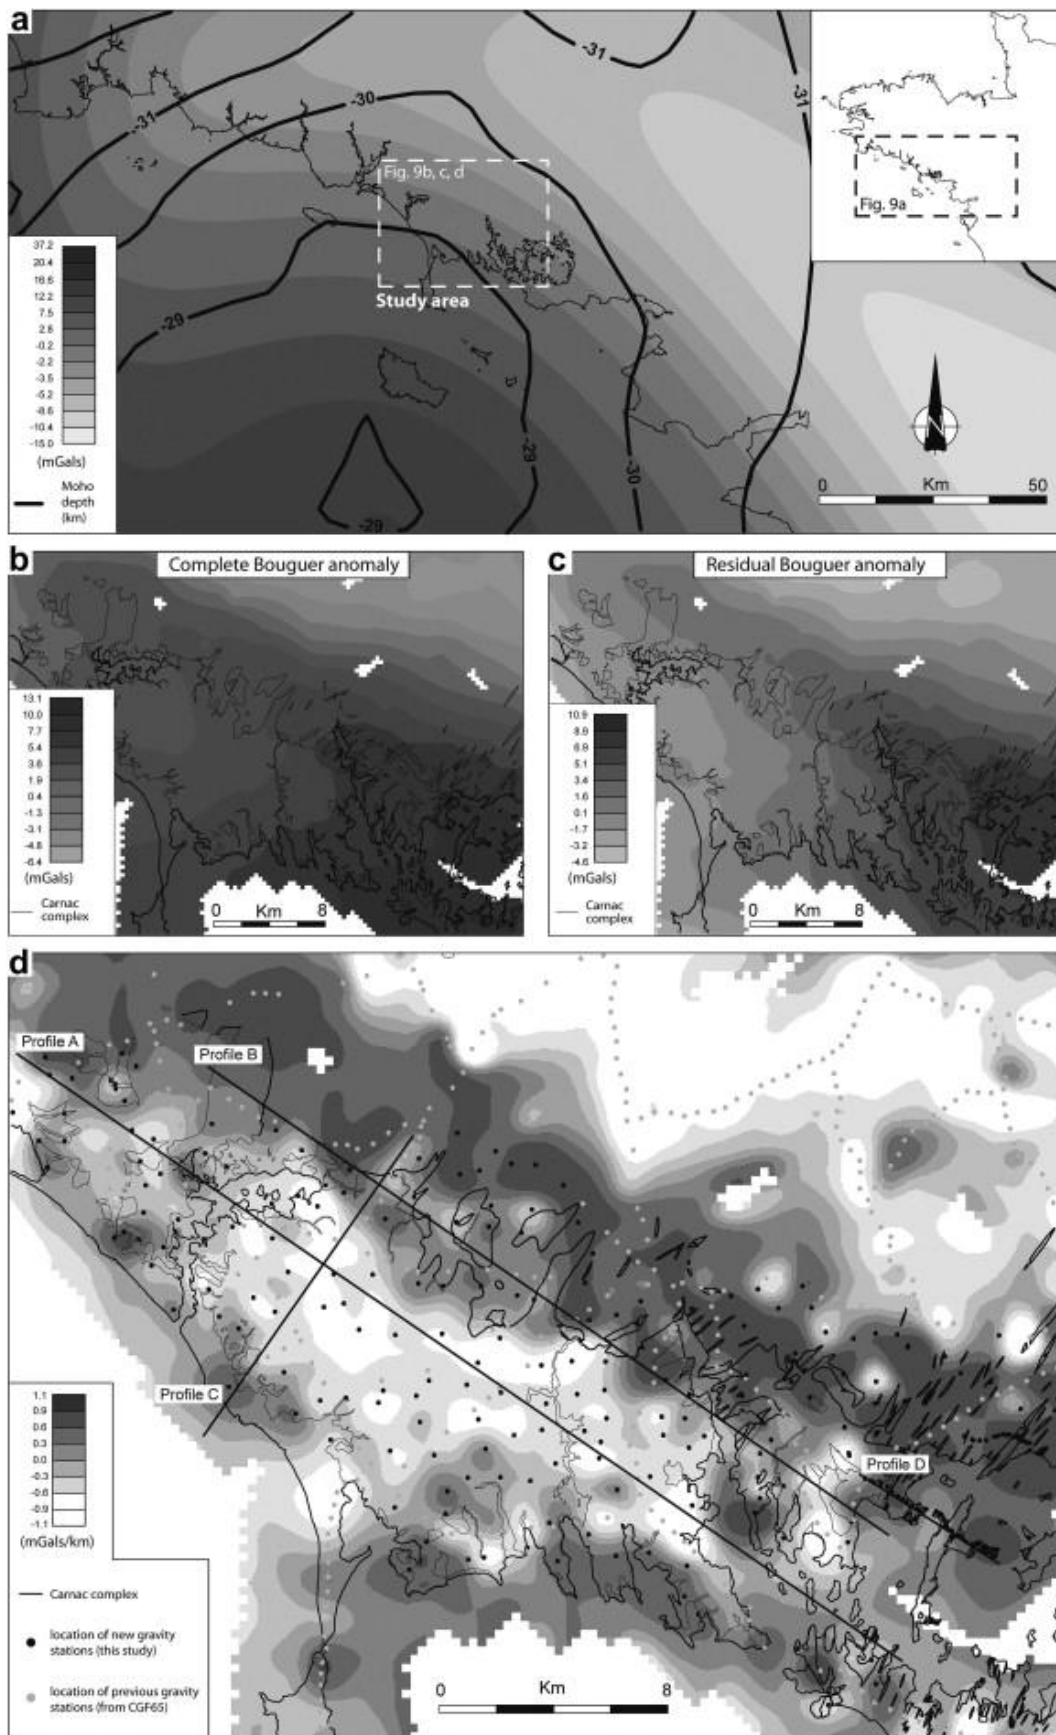 a
-31
-31
-30
-31
Fig. 9b, c, d
Fig. 9a
Study area
-29
-29
-30
-29
37.2
20.4
16.6
12.2
7.5
2.8
-0.2
-2.2
-3.5
-5.2
-8.6
-10.4
-15.0
(mGals)
Moho
depth
(km)
N
0 Km 50
b
Complete Bouguer anomaly
13.1
10.0
7.7
5.4
3.6
1.9
0.4
-1.3
-3.1
-4.8
-6.4
(mGals)
Carnac
complex
0 Km 8
c
Residual Bouguer anomaly
10.9
8.9
6.9
5.1
3.4
1.6
0.1
-1.7
-3.2
-4.6
(mGals)
Carnac
complex
0 Km 8
d
Profile A
Profile B
Profile C
Profile D
1.1
0.9
0.6
0.3
0.0
-0.3
-0.6
-0.9
-1.1
(mGals/km)
Carnac complex
location of new gravity
stations (this study)
location of previous gravity
stations (from CGF65)
0 Km 8